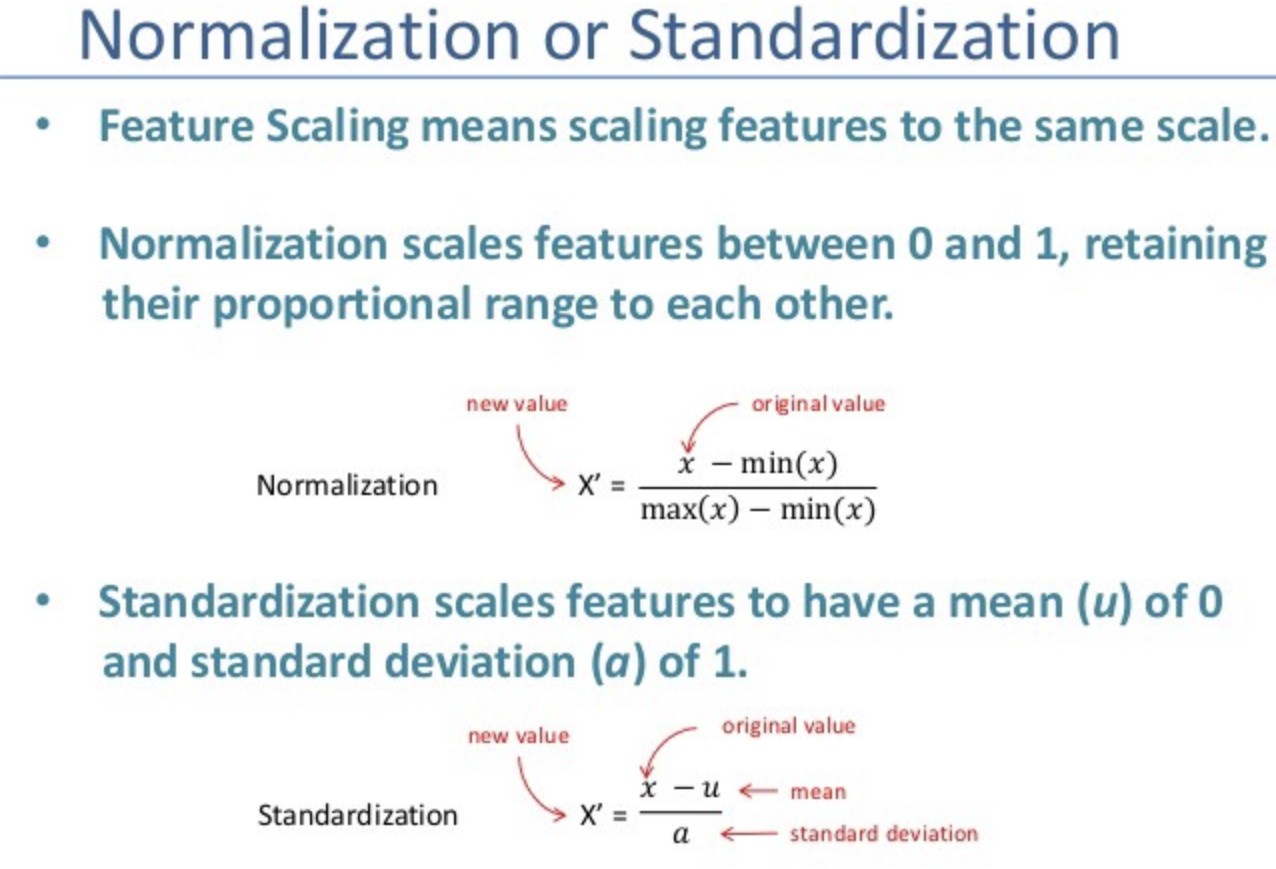 Normalization or Standardization
• Feature Scaling means scaling features to the same scale.
• Normalization scales features between 0 and 1, retaining
their proportional range to each other.
new value
original value
Normalization X' = x − min(x)
max(x) − min(x)
• Standardization scales features to have a mean (u) of 0
and standard deviation (a) of 1.
new value
original value
Standardization X' = x − u
mean
a
standard deviation